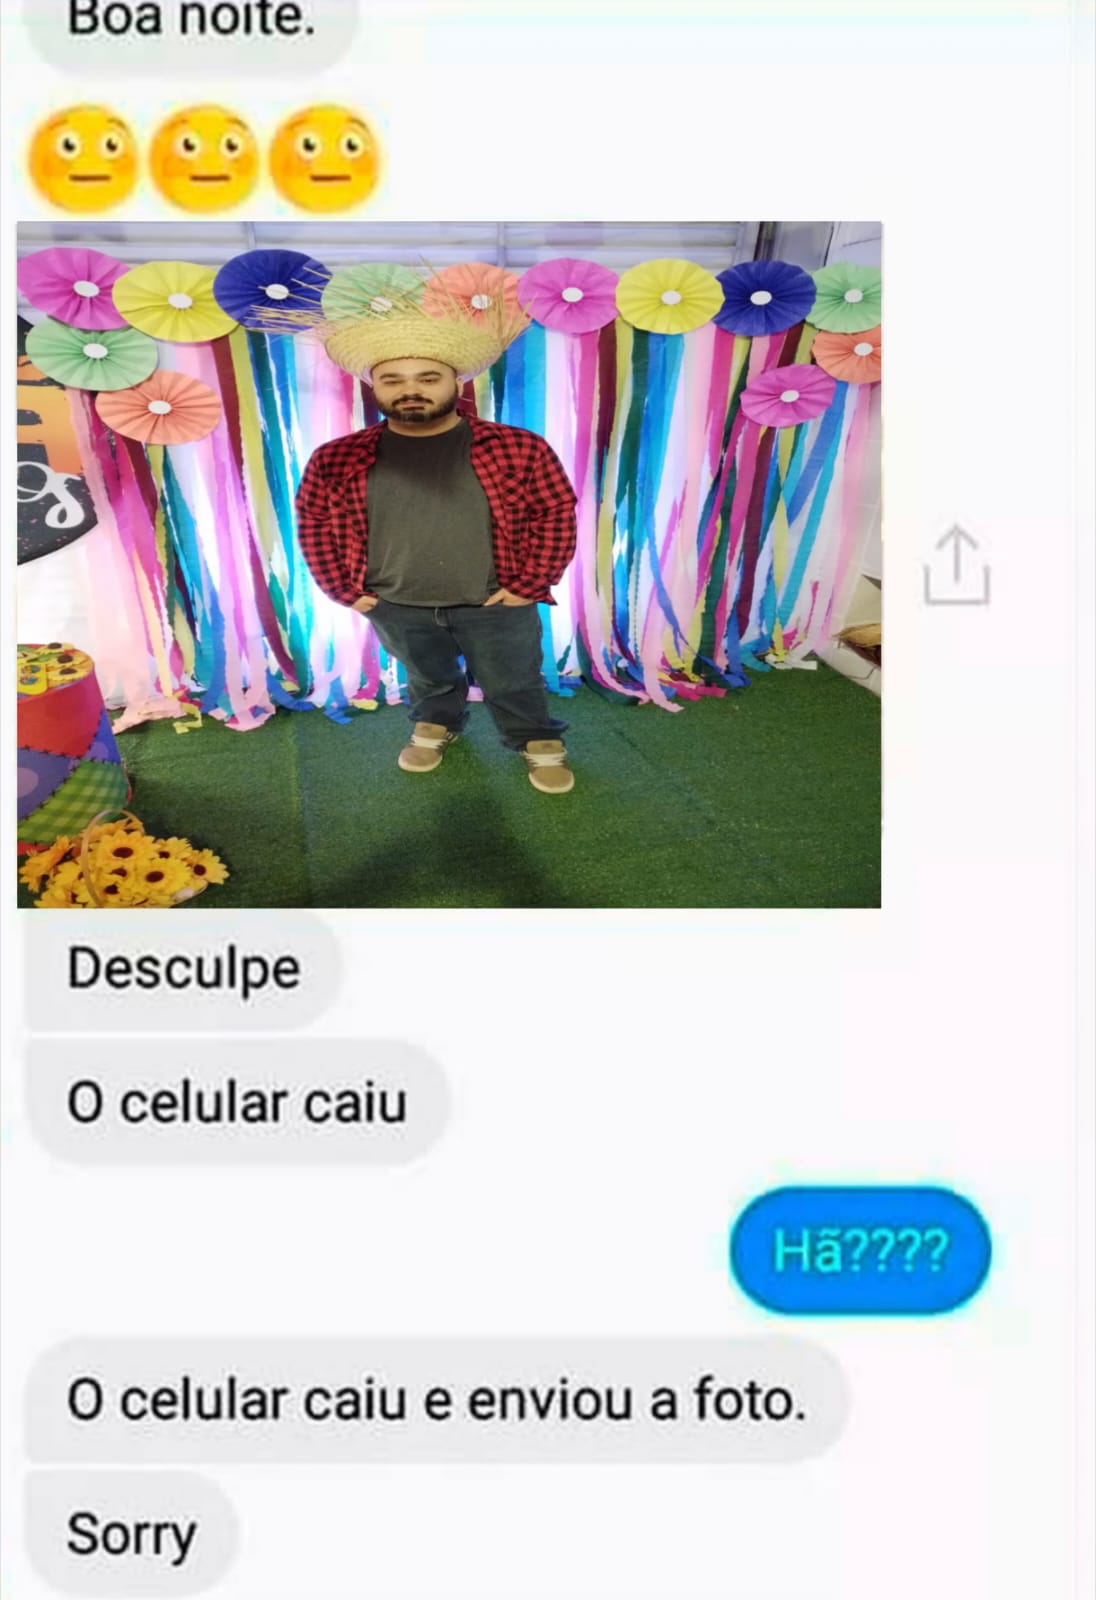 Boa noite.
Desculpe
O celular caiu
Hã????
O celular caiu e enviou a foto.
Sorry